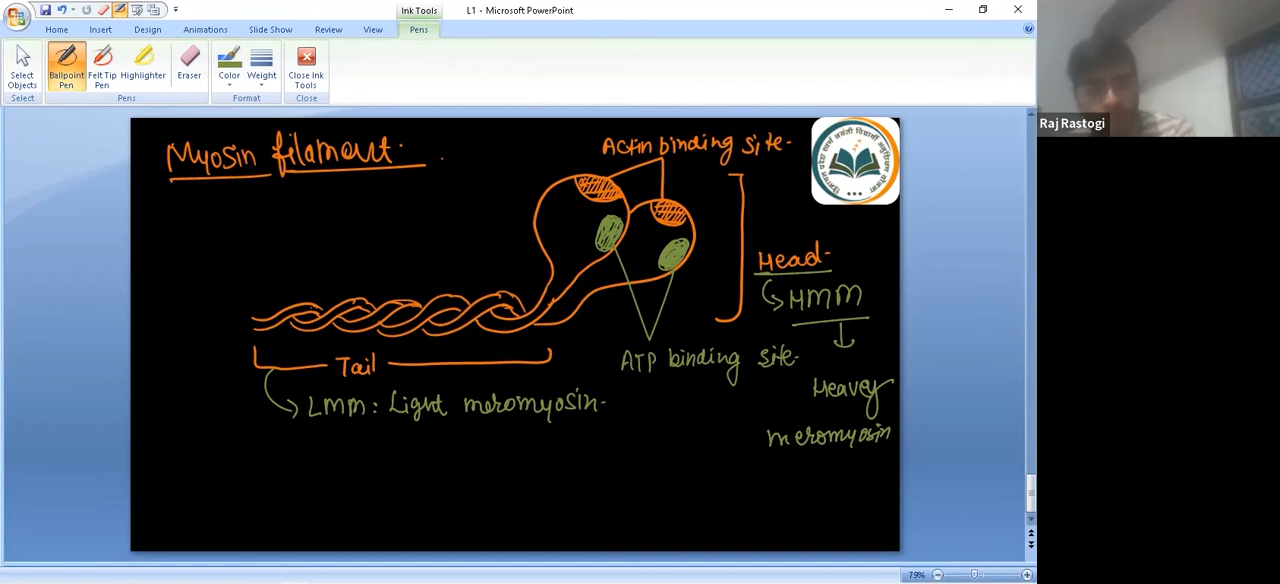 Ink Tools
L1 - Microsoft PowerPoint
Home Insert Design Animations Slide Show Review View Pens
Select Objects
Ballpoint Pen
Felt Tip Pen
Highlighter
Eraser
Color
Weight
Close Ink Tools
Select
Pens
Format
Close
Raj Rastogi
Myosin filament.
Actin binding site.
Head
HMM
Tail
ATP binding site.
LMM: Light meromyosin.
Heavey
meromyosin
79%